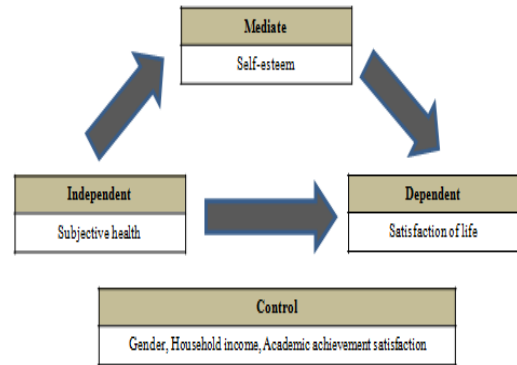 Mediate
Self-esteem
Independent
Subjective health
Dependent
Satisfaction of life
Control
Gender, Household income, Academic achievement satisfaction